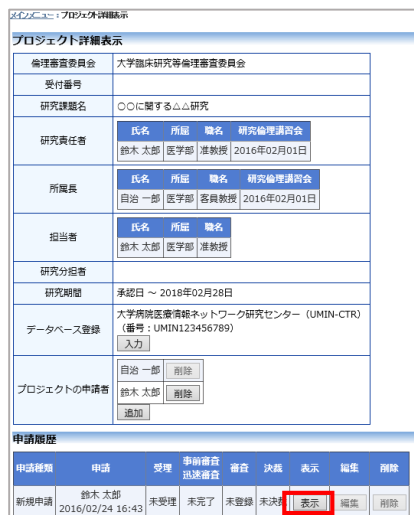 メインメニュー：プロジェクト詳細表示
プロジェクト詳細表示
倫理審査委員会 大学臨床研究等倫理審査委員会
受付番号
研究課題名 ○○に関する△△研究
研究責任者
氏名 所属 職名 研究倫理講習会
鈴木 太郎 医学部 准教授 2016年02月01日
所属長
氏名 所属 職名 研究倫理講習会
自治 一郎 医学部 客員教授 2016年02月01日
担当者
氏名 所属 職名
鈴木 太郎 医学部 准教授
研究分担者
研究期間 承認日 ～ 2018年02月28日
データベース登録
大学病院医療情報ネットワーク研究センター（UMIN-CTR）
（番号：UMIN123456789）
入力
プロジェクトの申請者
自治 一郎 削除
鈴木 太郎 削除
追加
申請履歴
申請種類 申請 受理 事前審査 迅速審査 審査 決裁 表示 編集 削除
新規申請 鈴木 太郎 2016/02/24 16:43 未受理 未完了 未登録 未決裁 表示 編集 削除